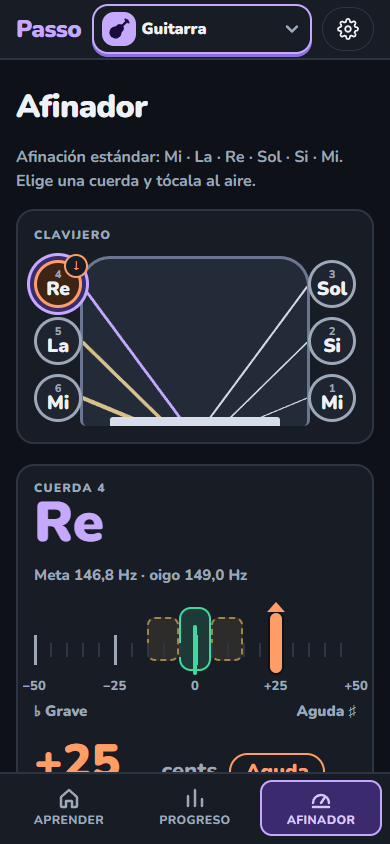 Passo
Guitarra
Afinador
Afinación estándar: Mi · La · Re · Sol · Si · Mi.
Elige una cuerda y tócala al aire.
CLAVIJERO
4
Re
↓
3
Sol
5
La
2
Si
6
Mi
1
Mi
CUERDA 4
Re
Meta 146,8 Hz · oigo 149,0 Hz
−50 −25 0 +25 +50
♭ Grave Aguda ♯
+25 cents Aguda
APRENDER PROGRESO AFINADOR